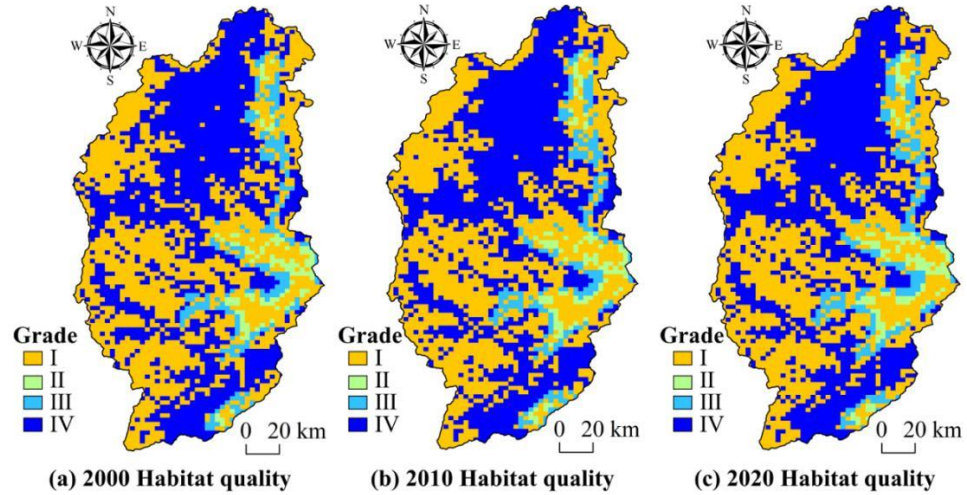 N
W E
S
Grade
I
II
III
IV
0 20 km
(a) 2000 Habitat quality
N
W E
S
Grade
I
II
III
IV
0 20 km
(b) 2010 Habitat quality
N
W E
S
Grade
I
II
III
IV
0 20 km
(c) 2020 Habitat quality